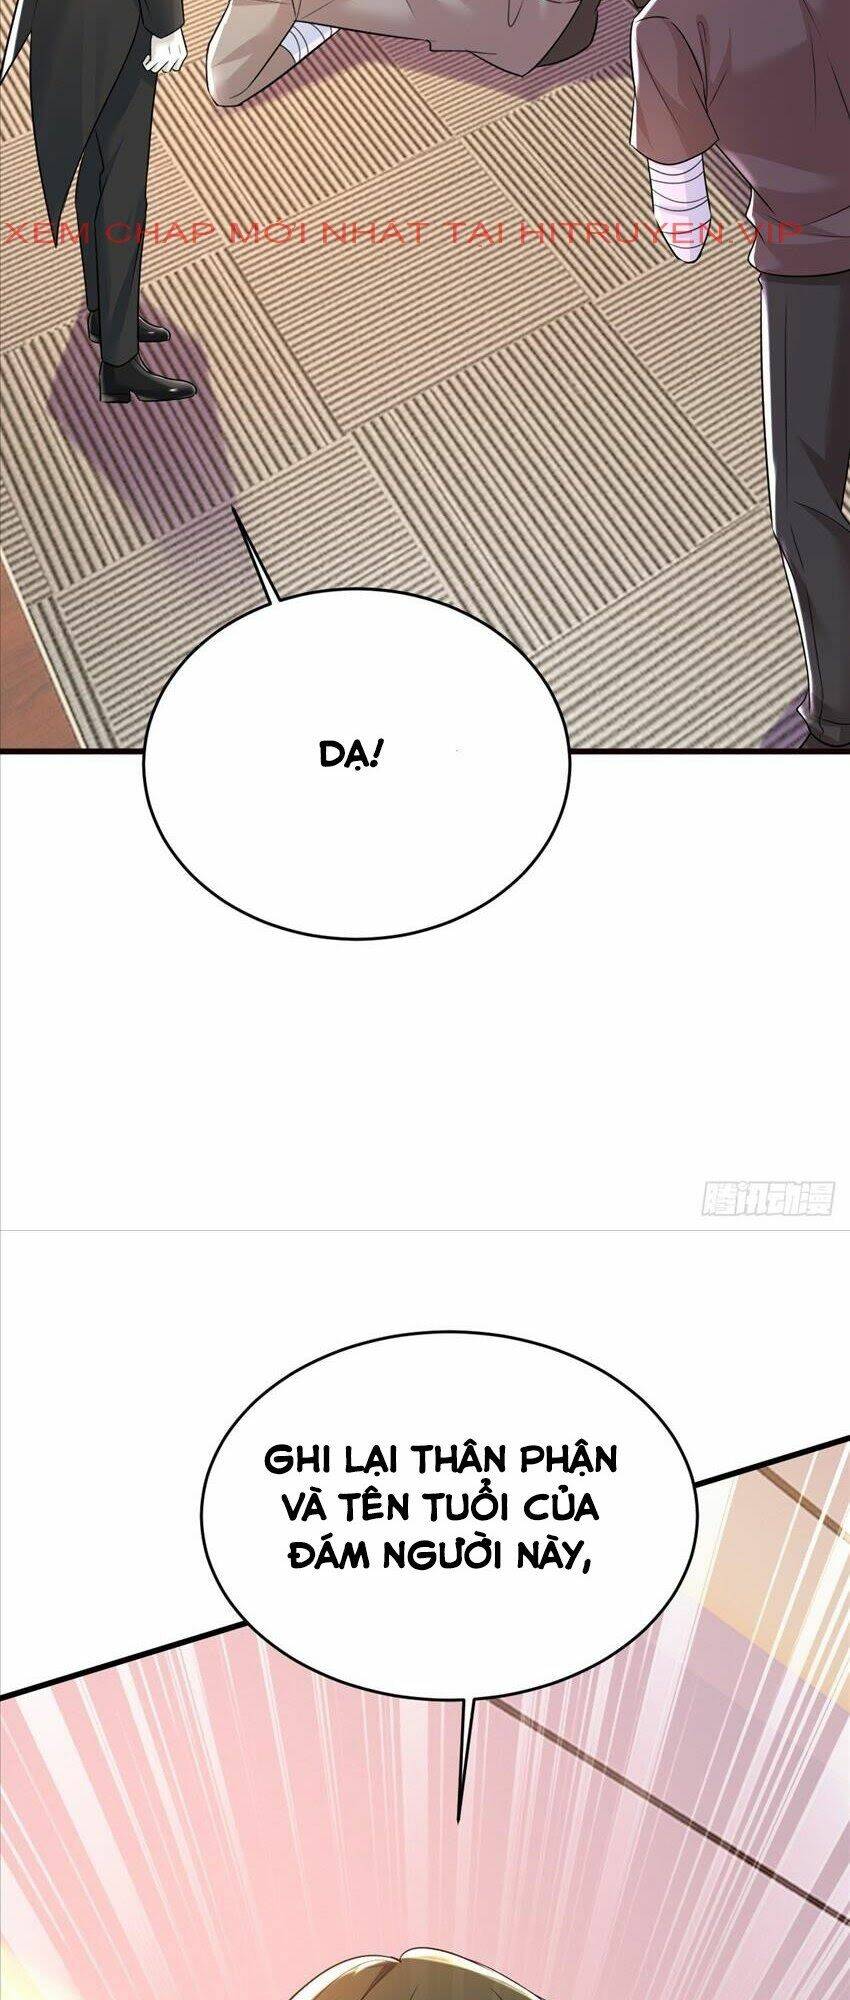 XEM CHAP MỚI NHẤT TẠI HITRUYEN.VIP
DẠ!
腾讯动漫
GHI LẠI THÂN PHẬN
VÀ TÊN TUỔI CỦA
ĐÁM NGƯỜI NÀY,